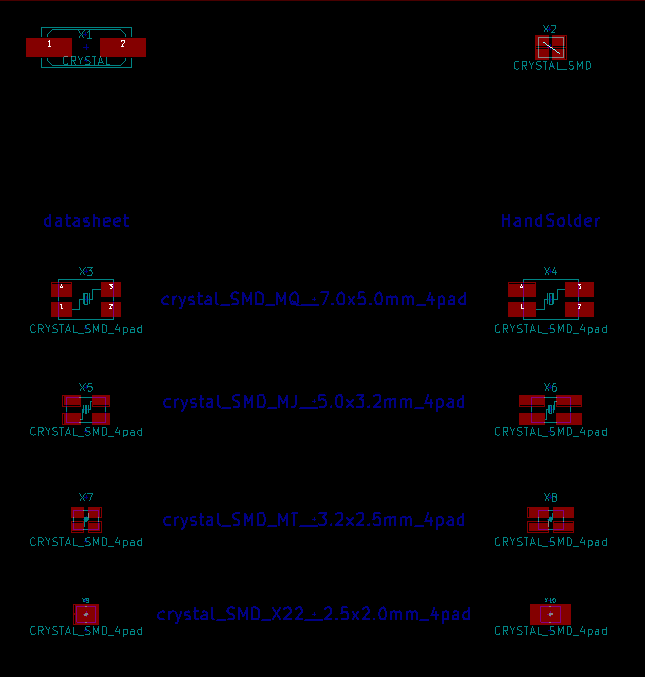 X1
X2
1 2
CRYSTAL
CRYSTAL_SMD
datasheet
HandSolder
X3
X4
4 3
4 3
crystal_SMD_MQ_-7.0x5.0mm_4pad
1 2
1 2
CRYSTAL_SMD_4pad
CRYSTAL_SMD_4pad
X5
X6
crystal_SMD_MJ_-5.0x3.2mm_4pad
CRYSTAL_SMD_4pad
CRYSTAL_SMD_4pad
X7
X8
crystal_SMD_MT_-3.2x2.5mm_4pad
CRYSTAL_SMD_4pad
CRYSTAL_SMD_4pad
X9
X10
crystal_SMD_X22_-2.5x2.0mm_4pad
CRYSTAL_SMD_4pad
CRYSTAL_SMD_4pad